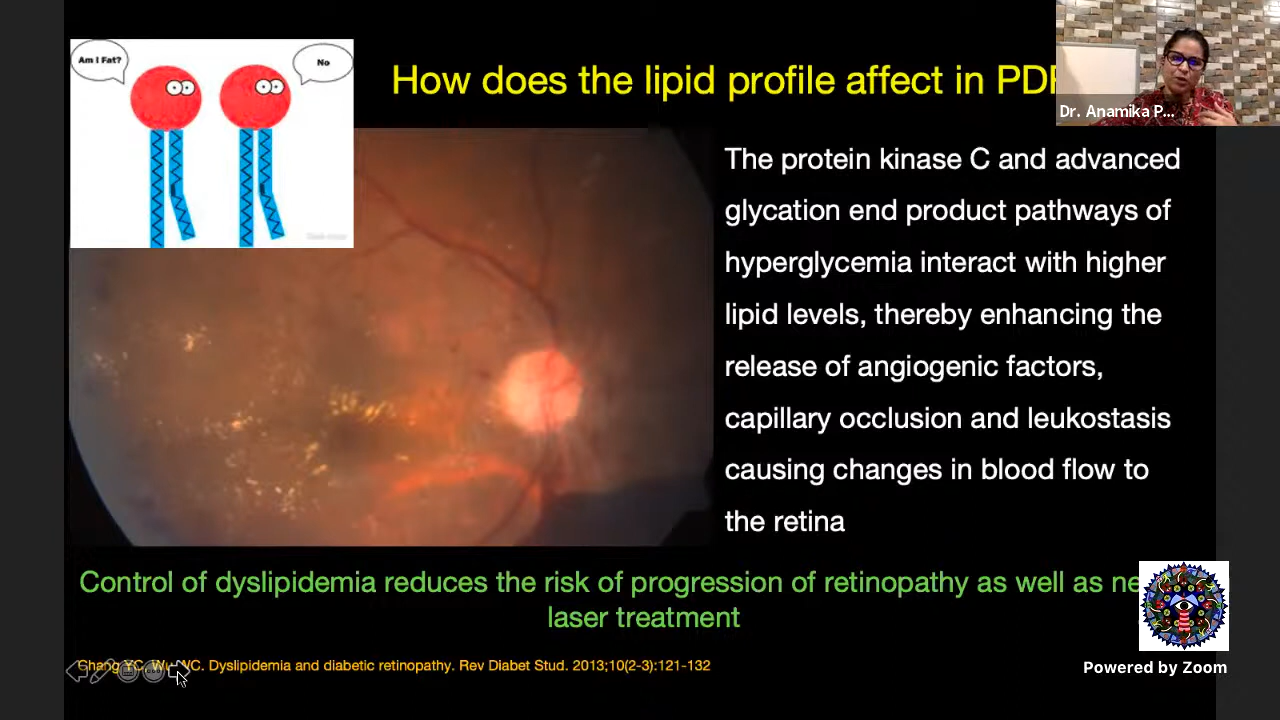 Am I Fat?
No
How does the lipid profile affect in
Dr. Anamika P...
The protein kinase C and advanced
glycation end product pathways of
hyperglycemia interact with higher
lipid levels, thereby enhancing the
release of angiogenic factors,
capillary occlusion and leukostasis
causing changes in blood flow to
the retina
Control of dyslipidemia reduces the risk of progression of retinopathy as well as
laser treatment
Chang YC, Wu WC. Dyslipidemia and diabetic retinopathy. Rev Diabet Stud. 2013;10(2-3):121-132
Powered by Zoom